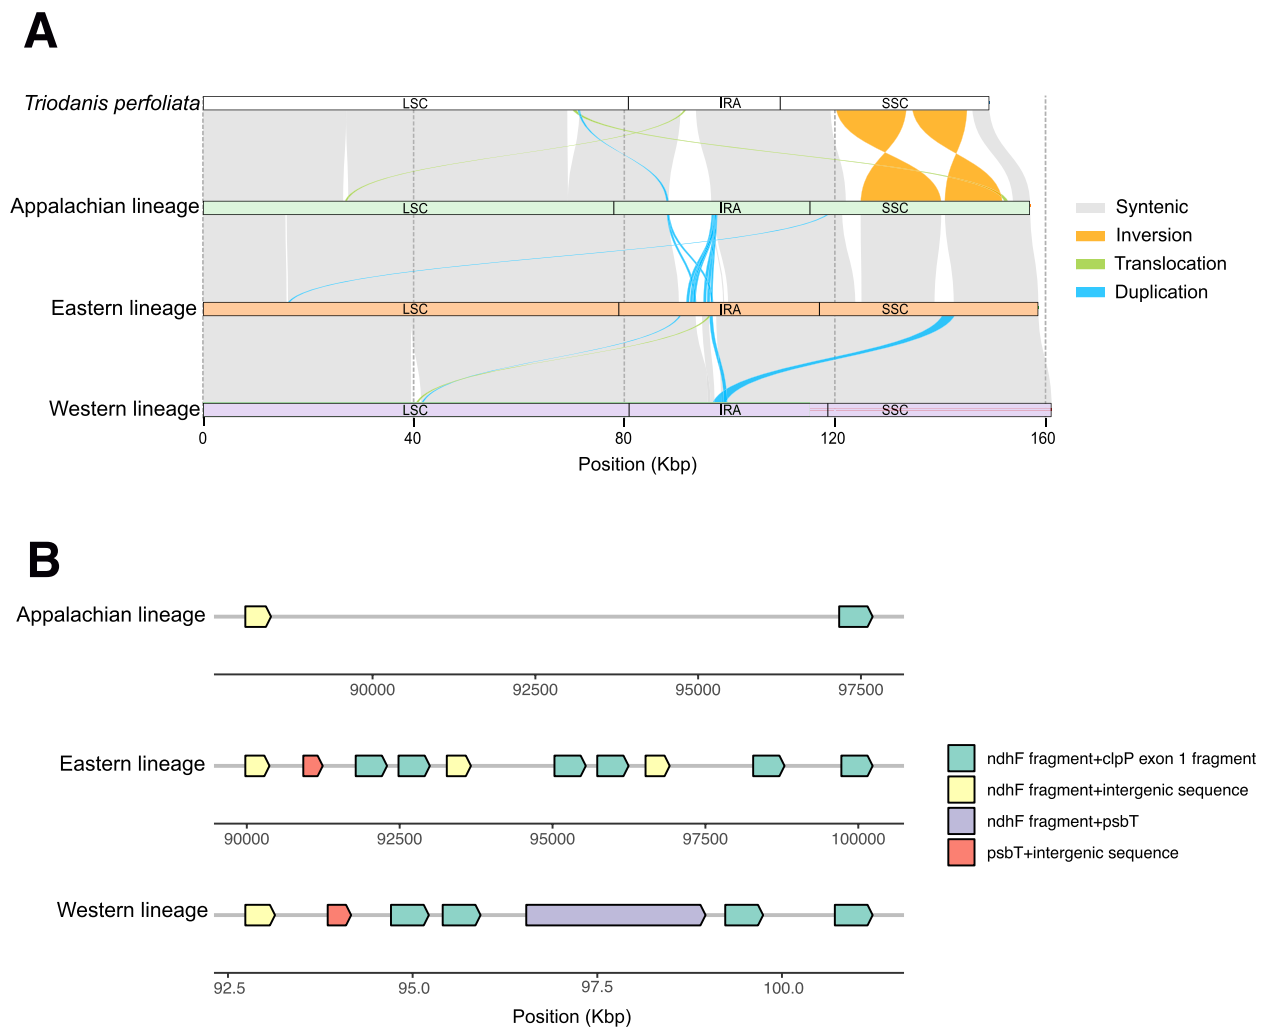 A
Triodanis perfoliata
LSC
IRA
SSC
Appalachian lineage
LSC
IRA
SSC
Eastern lineage
LSC
IRA
SSC
Western lineage
LSC
IRA
SSC
0
40
80
120
160
Position (Kbp)
Syntenic
Inversion
Translocation
Duplication
B
Appalachian lineage
90000
92500
95000
97500
Eastern lineage
90000
92500
95000
97500
100000
Western lineage
92.5
95.0
97.5
100.0
Position (Kbp)
ndhF fragment+clpP exon 1 fragment
ndhF fragment+intergenic sequence
ndhF fragment+psbT
psbT+intergenic sequence